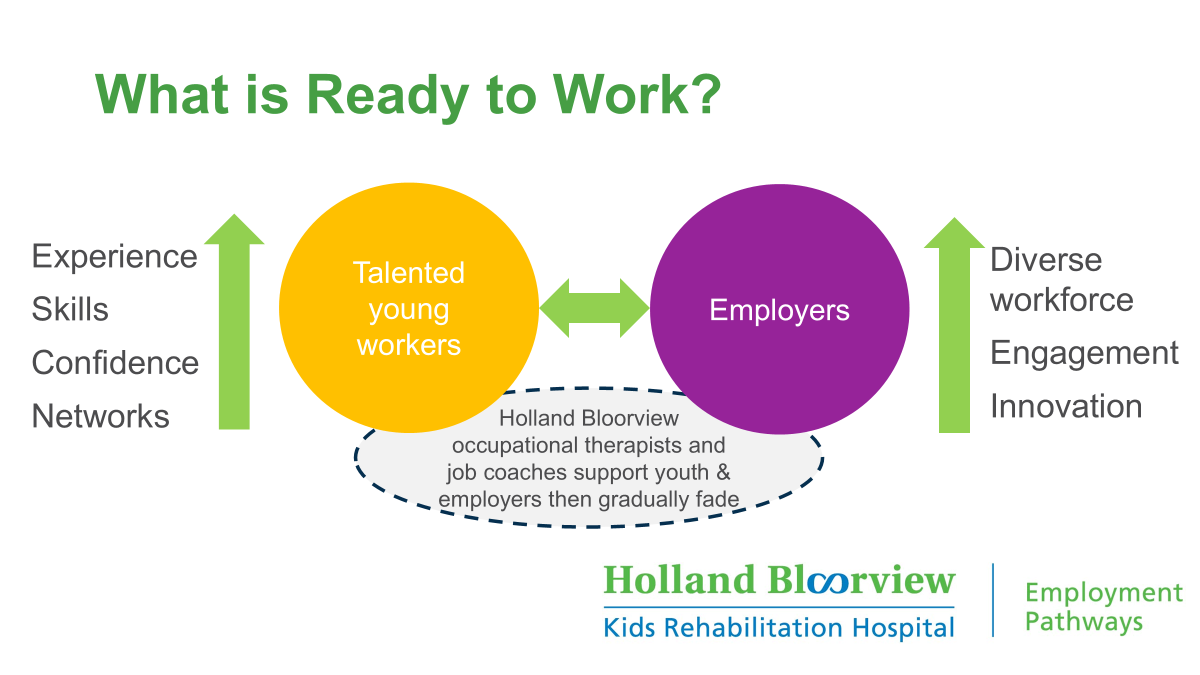 What is Ready to Work?
Experience
Skills
Confidence
Networks
Talented
young
workers
Employers
Diverse
workforce
Engagement
Innovation
Holland Bloorview
occupational therapists and
job coaches support youth &
employers then gradually fade
Holland Bloorview
Kids Rehabilitation Hospital
Employment
Pathways